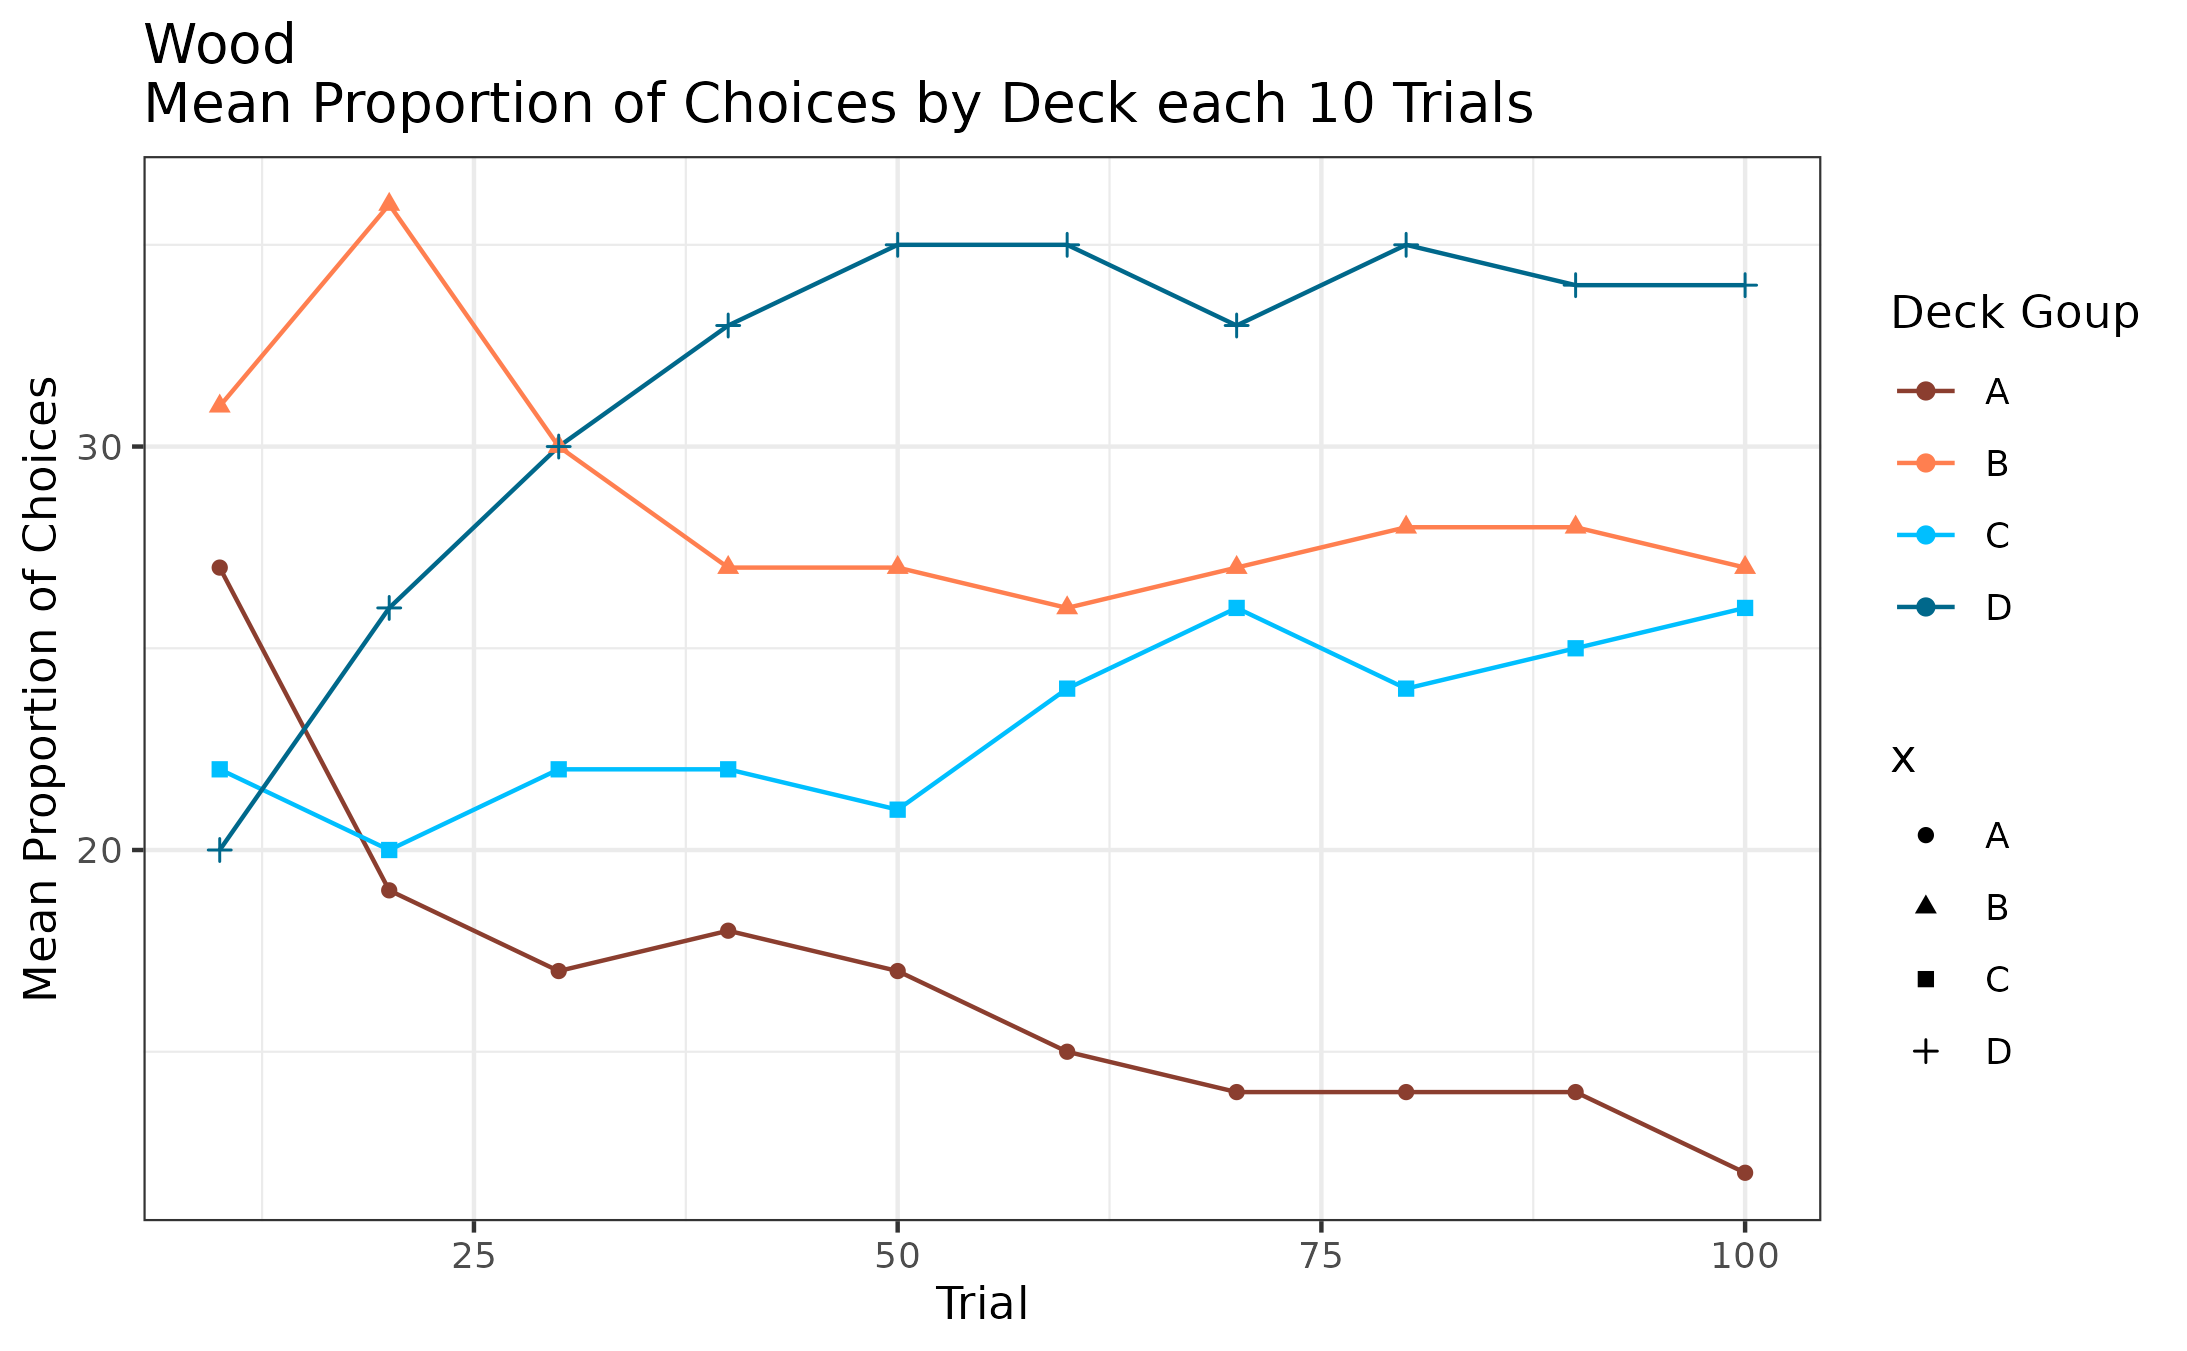 Wood
Mean Proportion of Choices by Deck each 10 Trials
Mean Proportion of Choices
30
20
25
50
75
100
Trial
Deck Goup
A
B
C
D
x
A
B
C
D